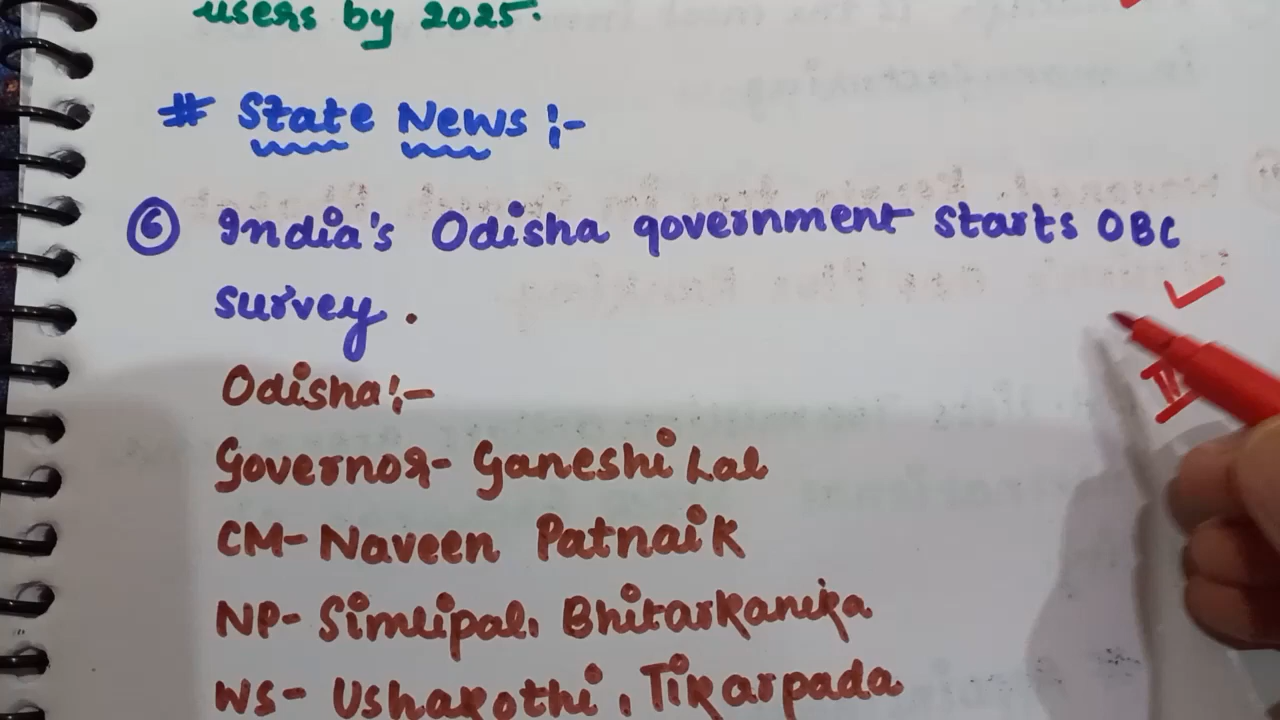 users by 2025.
# State News :-
6 India's Odisha government starts OBC
survey.
Odisha :-
Governor- Ganeshi Lal
CM- Naveen Patnaik
NP- Simlipal, Bhitarkanika
WS- Ushakothi, Tikarpada